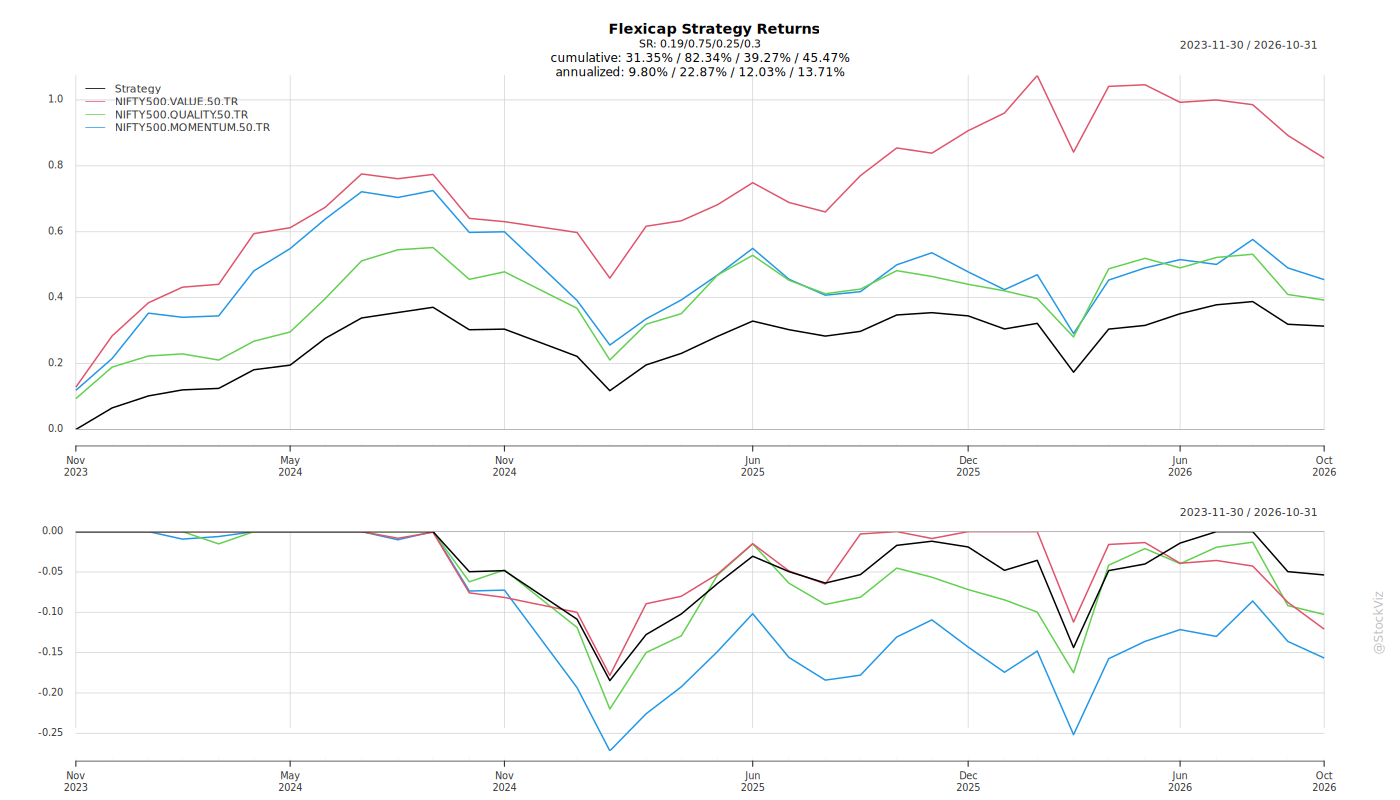 Flexicap Strategy Returns
SR: 0.19/0.75/0.25/0.3
cumulative: 31.35% / 82.34% / 39.27% / 45.47%
annualized: 9.80% / 22.87% / 12.03% / 13.71%
2023-11-30 / 2026-10-31
Strategy
NIFTY500.VALUE.50.TR
NIFTY500.QUALITY.50.TR
NIFTY500.MOMENTUM.50.TR
1.0
0.8
0.6
0.4
0.2
0.0
Nov May Nov Jun Dec Jun Oct
2023 2024 2024 2025 2025 2026 2026
2023-11-30 / 2026-10-31
0.00
-0.05
-0.10
-0.15
-0.20
-0.25
Nov May Nov Jun Dec Jun Oct
2023 2024 2024 2025 2025 2026 2026
@StockViz